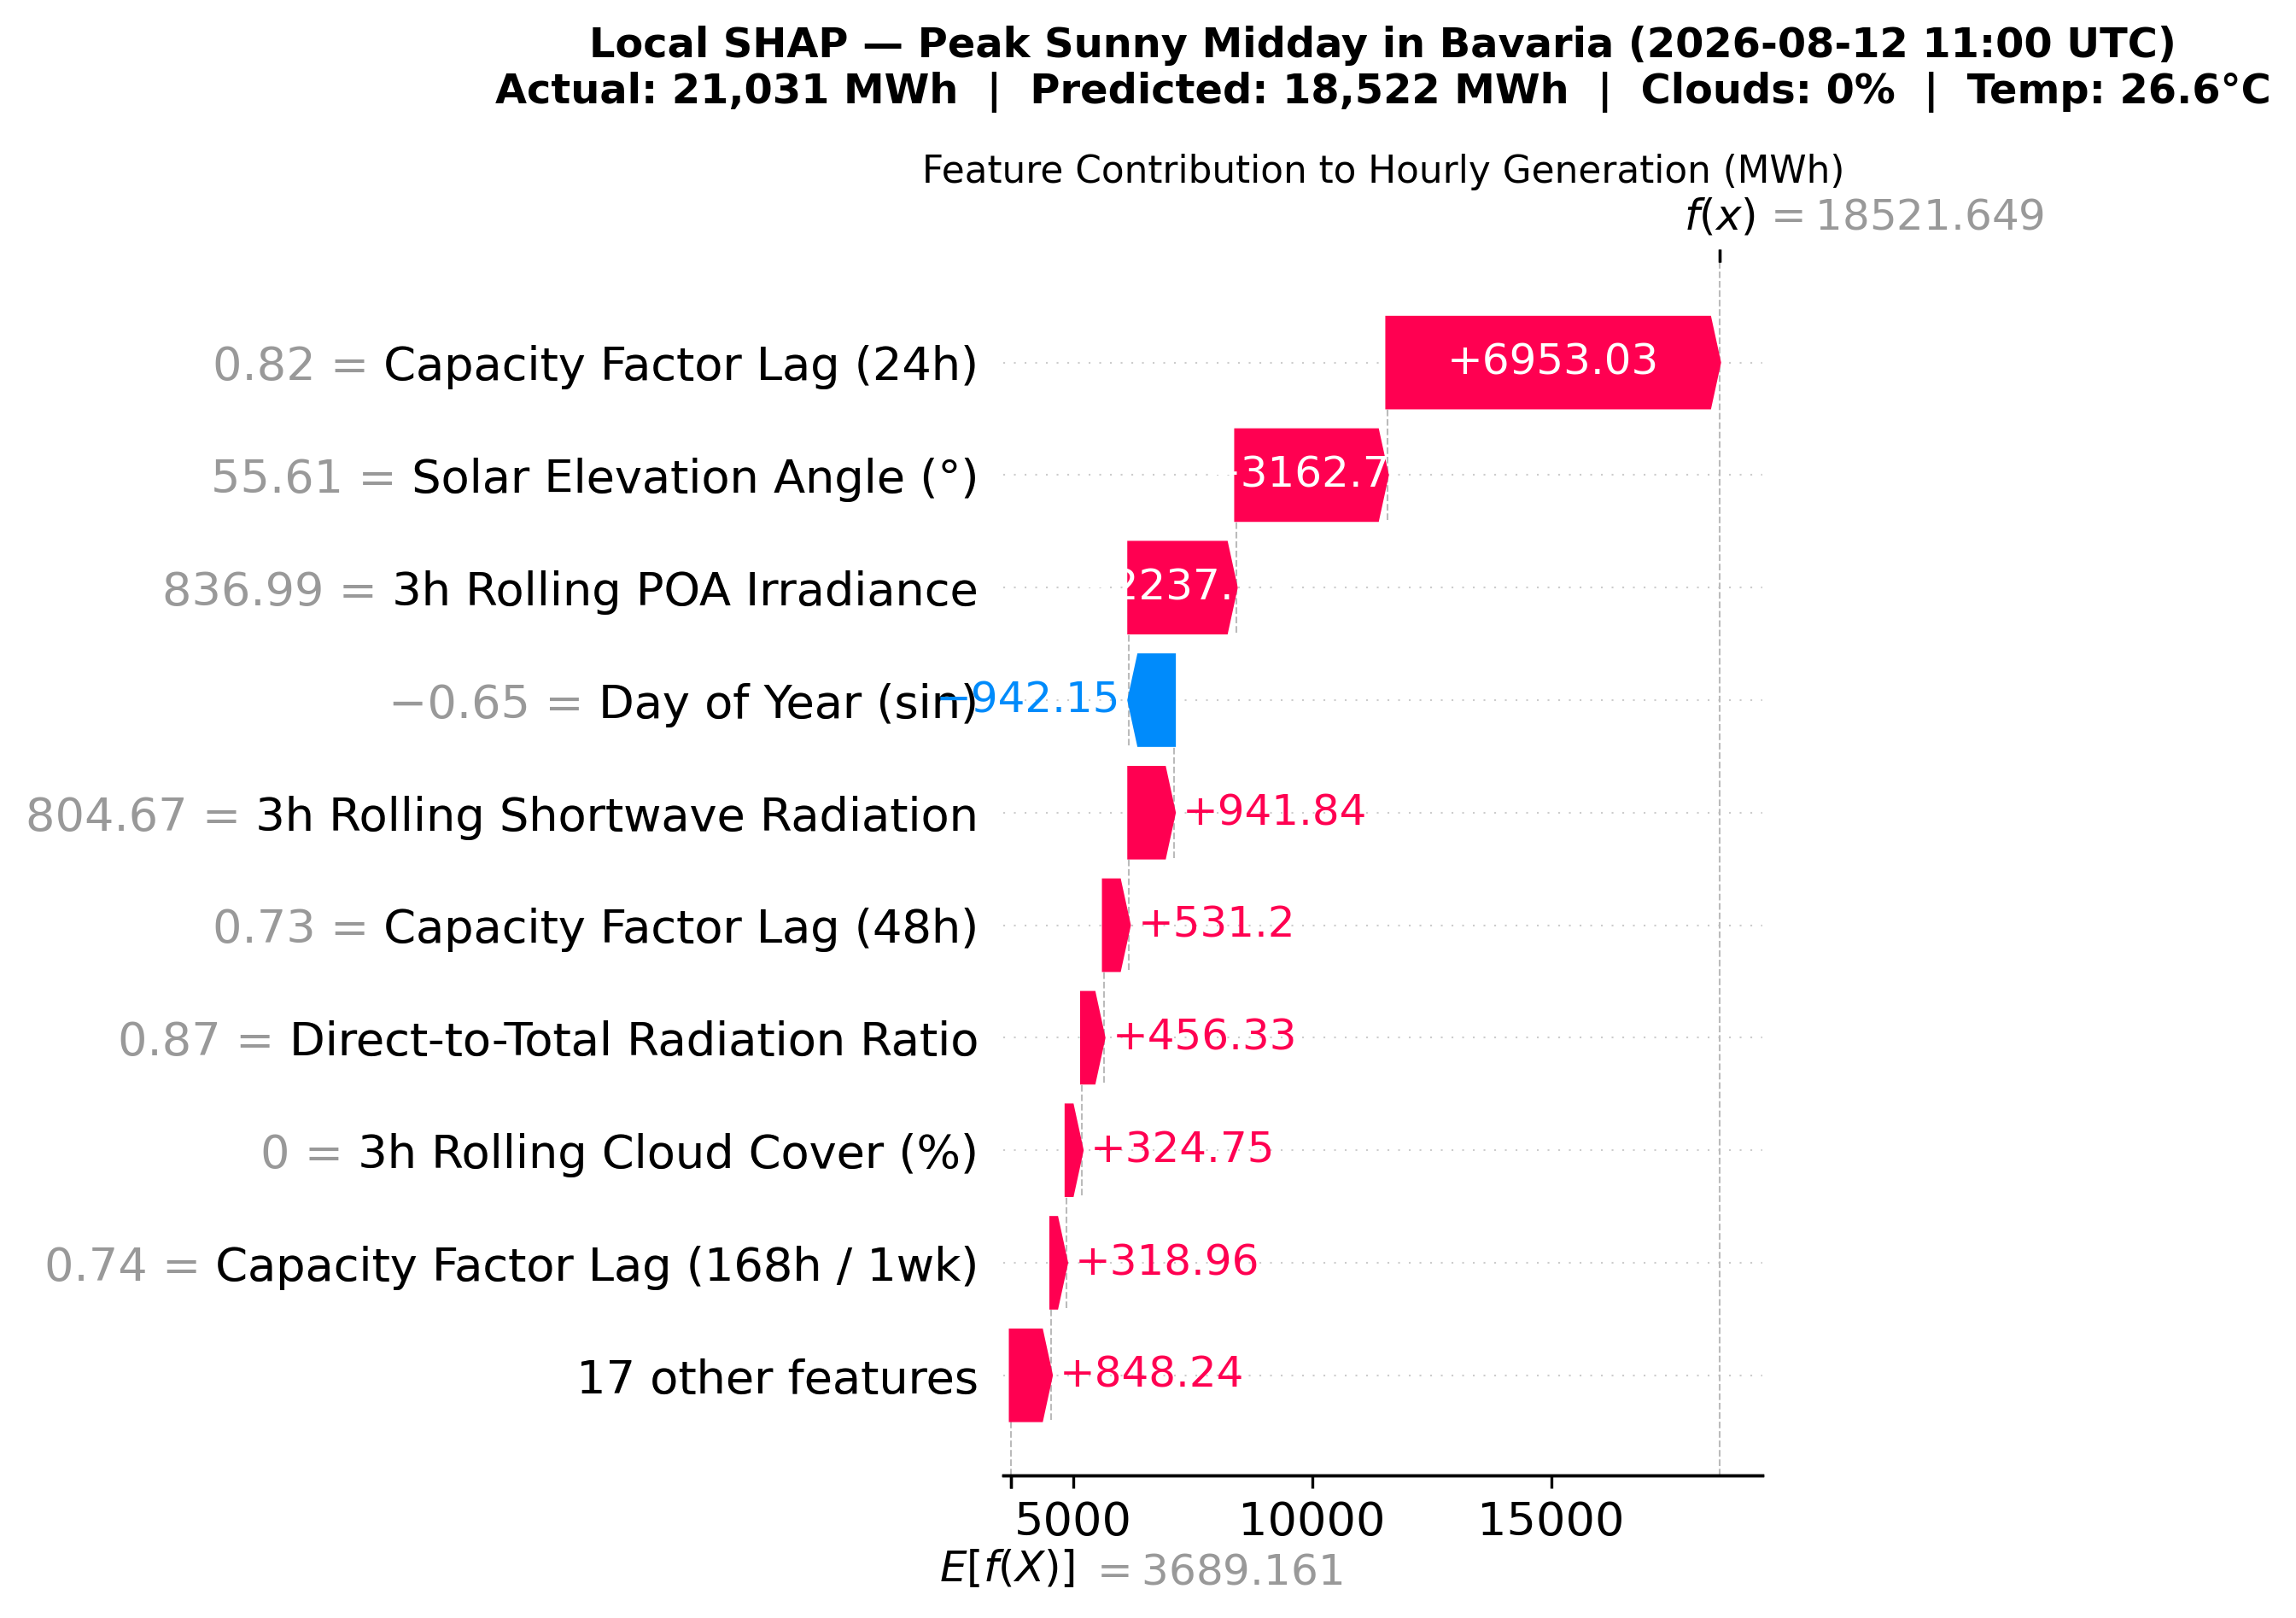 Local SHAP — Peak Sunny Midday in Bavaria (2026-08-12 11:00 UTC)
Actual: 21,031 MWh | Predicted: 18,522 MWh | Clouds: 0% | Temp: 26.6°C
Feature Contribution to Hourly Generation (MWh)
f(x) = 18521.649
0.82 = Capacity Factor Lag (24h) +6953.03
55.61 = Solar Elevation Angle (°) 3162.7
836.99 = 3h Rolling POA Irradiance 2237.
−0.65 = Day of Year (sin) −942.15
804.67 = 3h Rolling Shortwave Radiation +941.84
0.73 = Capacity Factor Lag (48h) +531.2
0.87 = Direct-to-Total Radiation Ratio +456.33
0 = 3h Rolling Cloud Cover (%) +324.75
0.74 = Capacity Factor Lag (168h / 1wk) +318.96
17 other features +848.24
5000 10000 15000
E[f(X)] = 3689.161